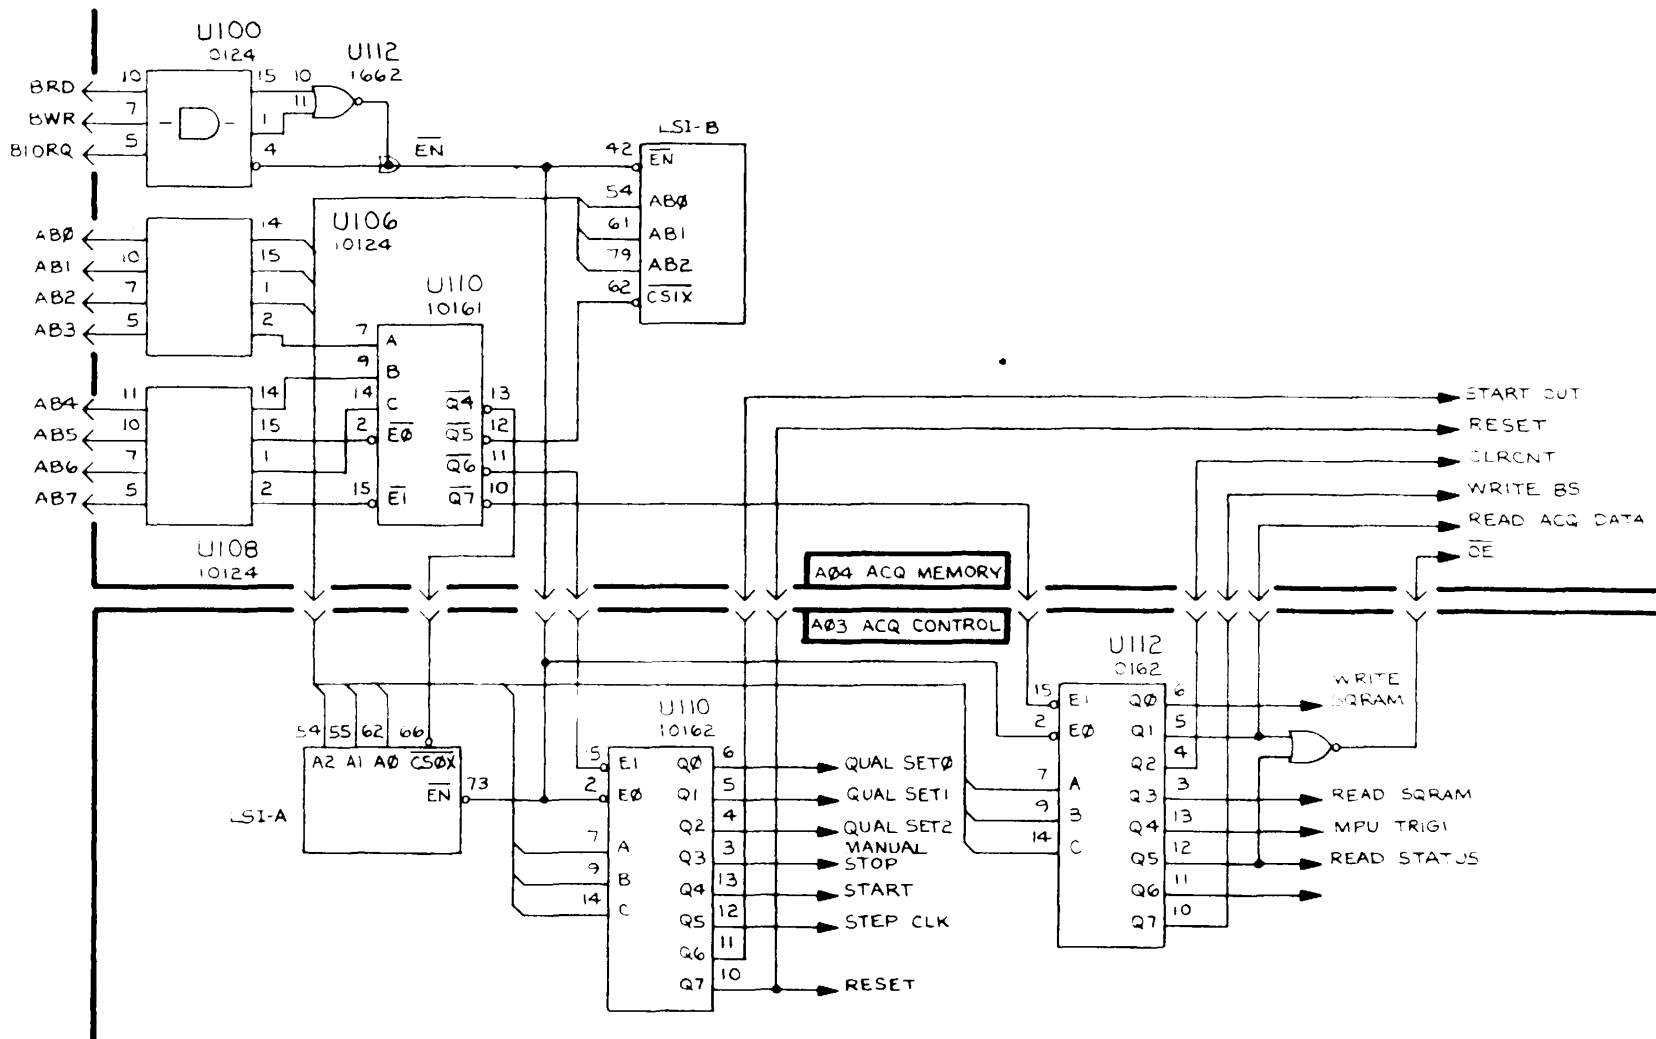 U100
0124
U112
1662
BRD
10
15
10
11
BWR
7
1
BIORQ
5
4
EN
LSI-B
42
EN
54
ABØ
61
AB1
79
AB2
62
CSIX
U106
10124
ABØ
14
AB1
10
15
AB2
7
1
AB3
5
2
U110
10161
7
A
9
B
14
C
2
EØ
15
E1
Q4
13
Q5
12
Q6
11
Q7
10
AB4
11
14
AB5
10
15
AB6
7
1
AB7
5
2
U108
10124
START OUT
RESET
CLRCNT
WRITE BS
READ ACQ DATA
OE
AØ4 ACQ MEMORY
AØ3 ACQ CONTROL
54
55
62
66
A2
A1
AØ
CSØX
EN
73
LSI-A
U110
10162
5
E1
2
EØ
7
A
9
B
14
C
QØ
6
QUAL SETØ
Q1
5
QUAL SET1
Q2
4
QUAL SET2
Q3
3
MANUAL
STOP
Q4
13
START
Q5
12
STEP CLK
Q6
11
Q7
10
RESET
U112
0162
15
E1
2
EØ
7
A
9
B
14
C
QØ
6
WRITE
SQRAM
Q1
5
Q2
4
Q3
3
READ SQRAM
Q4
13
MPU TRIG1
Q5
12
READ STATUS
Q6
11
Q7
10